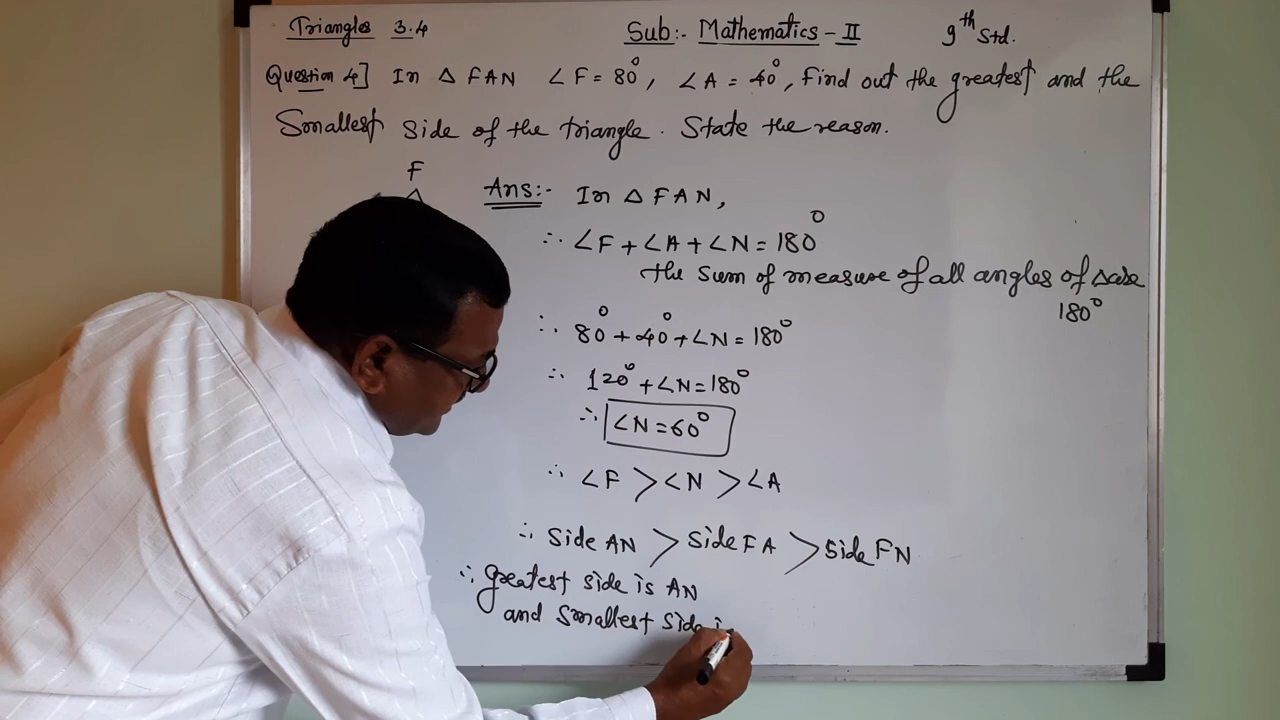 Triangles 3.4 Sub:- Mathematics - II 9th Std.
Question 4] In △ FAN ∠F = 80°, ∠A = 40°, Find out the greatest and the
Smallest side of the triangle. State the reason.
F
Ans:- In △ FAN,
∴ ∠F + ∠A + ∠N = 180°
the sum of measure of all angles of △ are
180°
∴ 80° + 40° + ∠N = 180°
∴ 120° + ∠N = 180°
∴ ∠N = 60°
∴ ∠F > ∠N > ∠A
∴ Side AN > Side FA > Side FN
∴ greatest side is AN
and Smallest side i